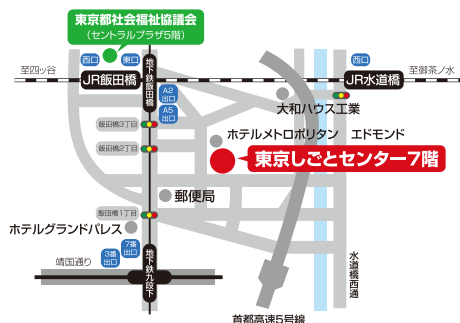 東京都社会福祉協議会
(セントラルプラザ5階)
西口
東口
地下鉄飯田橋
西口
至四ッ谷
至御茶ノ水
JR飯田橋
JR水道橋
A2
出口
A5
出口
大和ハウス工業
飯田橋3丁目
ホテルメトロポリタン エドモンド
飯田橋2丁目
東京しごとセンター7階
郵便局
飯田橋1丁目
ホテルグランドパレス
7番
出口
3番
出口
靖国通り
地下鉄九段下
水道橋西通
首都高速5号線